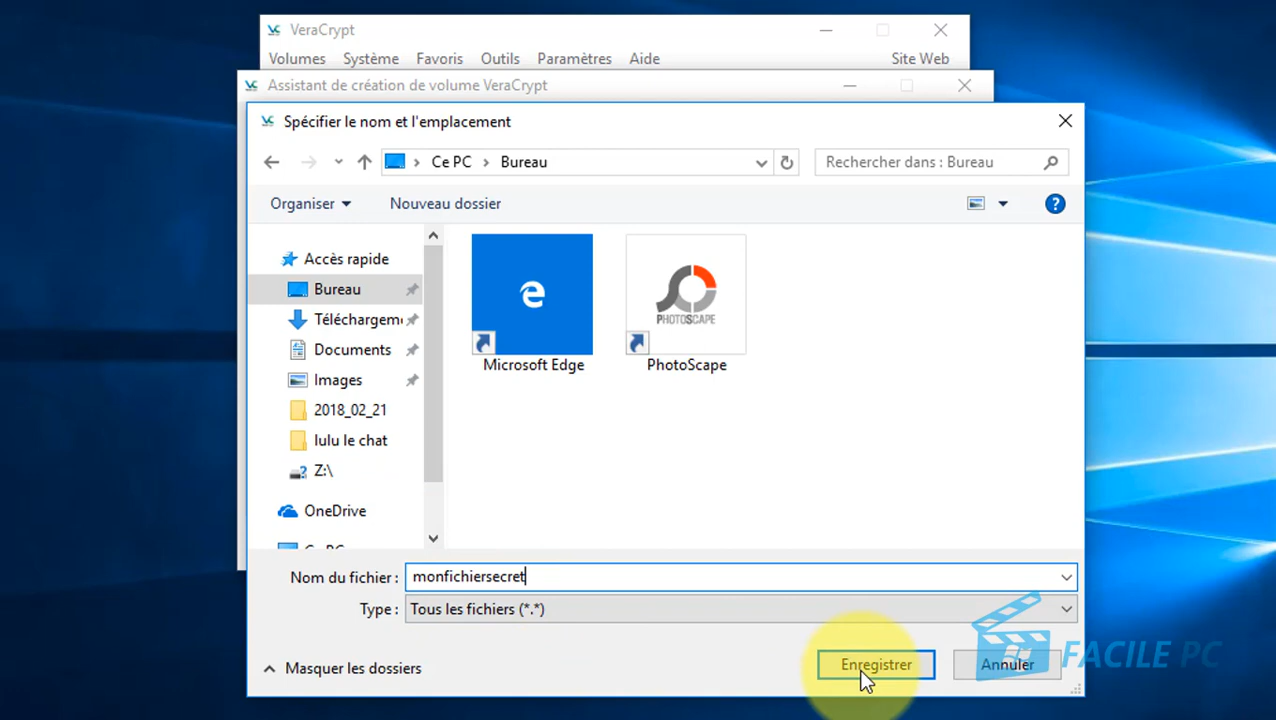 VeraCrypt
Volumes Système Favoris Outils Paramètres Aide Site Web
Assistant de création de volume VeraCrypt
Spécifier le nom et l'emplacement
Ce PC > Bureau
Rechercher dans : Bureau
Organiser Nouveau dossier
Accès rapide
Bureau
Téléchargem
Documents
Images
2018_02_21
lulu le chat
Z:\
OneDrive
Ce PC
PHOTOSCAPE
Microsoft Edge
PhotoScape
Nom du fichier : monfichiersecret
Type : Tous les fichiers (*.*)
Masquer les dossiers
Enregistrer
Annuler
FACILE PC